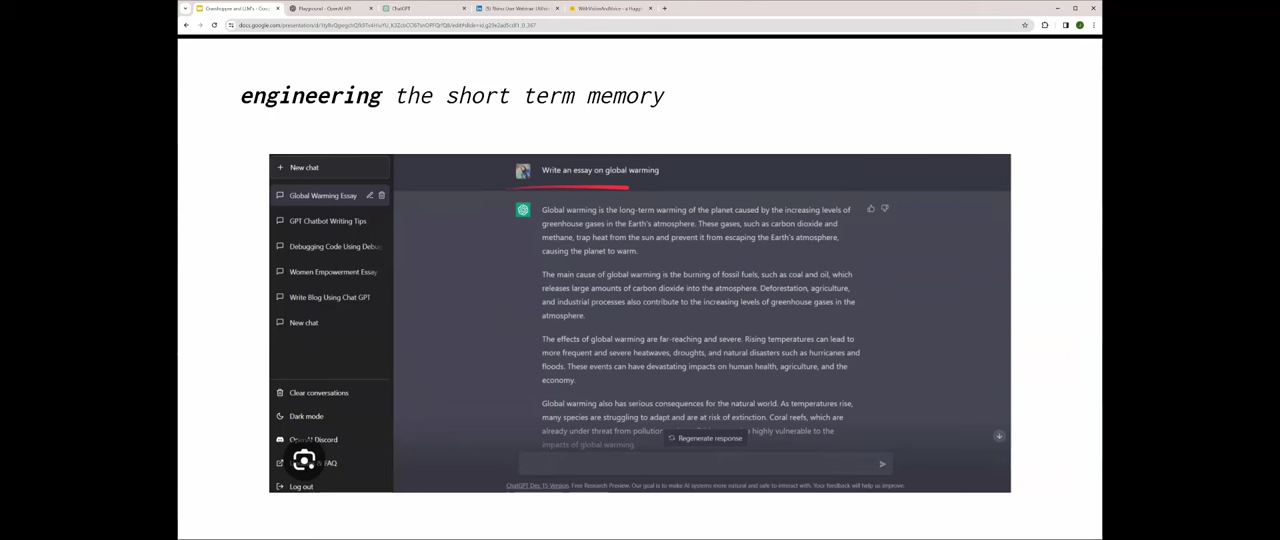 Grasshopper and LLM's - Goog
Playground - OpenAI API
ChatGPT
engineering the short term memory
New chat
Write an essay on global warming
Global Warming Essay
Global warming is the long-term warming of the planet caused by the increasing levels of
greenhouse gases in the Earth's atmosphere. These gases, such as carbon dioxide and
methane, trap heat from the sun and prevent it from escaping the Earth's atmosphere,
causing the planet to warm.
GPT Chatbot Writing Tips
Debugging Code Using Debug
Women Empowerment Essay
Write Blog Using Chat GPT
New chat
The main cause of global warming is the burning of fossil fuels, such as coal and oil, which
releases large amounts of carbon dioxide into the atmosphere. Deforestation, agriculture,
and industrial processes also contribute to the increasing levels of greenhouse gases in the
atmosphere.
The effects of global warming are far-reaching and severe. Rising temperatures can lead to
more frequent and severe heatwaves, droughts, and natural disasters such as hurricanes and
floods. These events can have devastating impacts on human health, agriculture, and the
economy.
Global warming also has serious consequences for the natural world. As temperatures rise,
many species are struggling to adapt and are at risk of extinction. Coral reefs, which are
already under threat from pollution highly vulnerable to the
impacts of global warming.
Regenerate response
Clear conversations
Dark mode
OpenAI Discord
& FAQ
Log out
ChatGPT Dec 15 Version. Free Research Preview. Our goal is to make AI systems more natural and safe to interact with. Your feedback will help us improve.